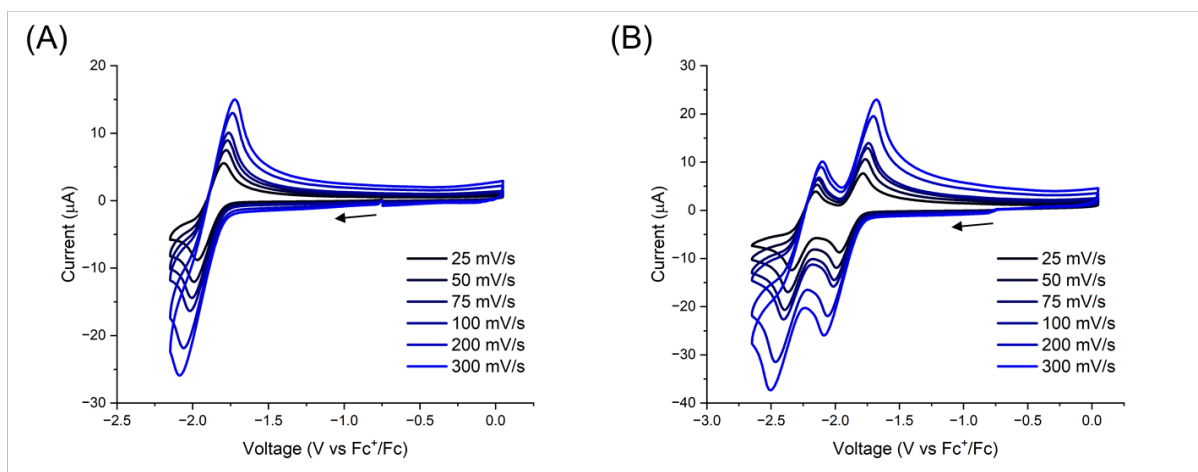 (A)
20
10
0
−10
−20
−30
Current (µA)
−2.5
−2.0
−1.5
−1.0
−0.5
0.0
Voltage (V vs Fc⁺/Fc)
25 mV/s
50 mV/s
75 mV/s
100 mV/s
200 mV/s
300 mV/s
(B)
30
20
10
0
−10
−20
−30
−40
Current (µA)
−3.0
−2.5
−2.0
−1.5
−1.0
−0.5
0.0
Voltage (V vs Fc⁺/Fc)
25 mV/s
50 mV/s
75 mV/s
100 mV/s
200 mV/s
300 mV/s